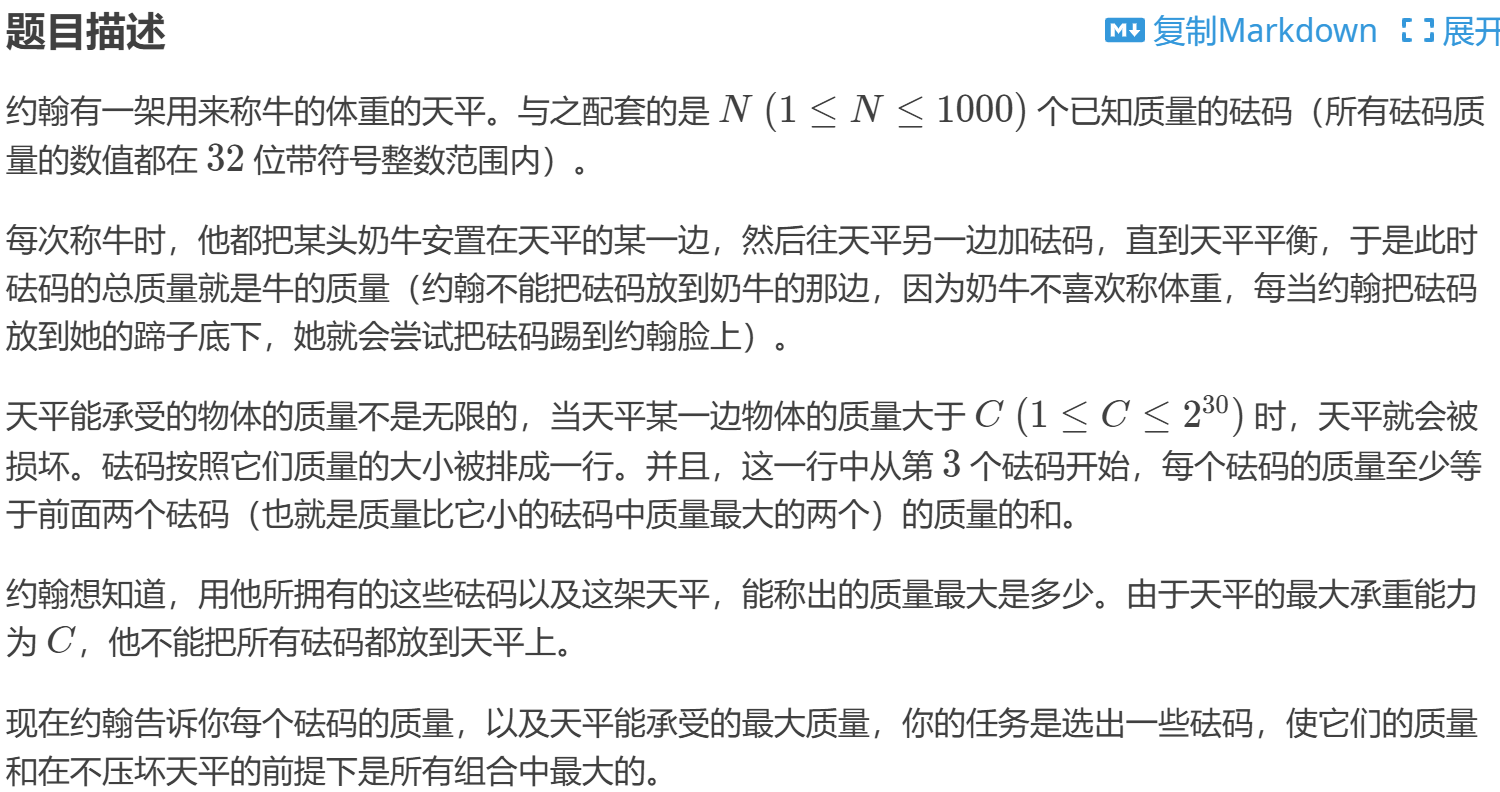 题目描述 复制Markdown 展开
约翰有一架用来称牛的体重的天平。与之配套的是 N (1 ≤ N ≤ 1000) 个已知质量的砝码（所有砝码质
量的数值都在 32 位带符号整数范围内）。
每次称牛时，他都把某头奶牛安置在天平的某一边，然后往天平另一边加砝码，直到天平平衡，于是此时
砝码的总质量就是牛的质量（约翰不能把砝码放到奶牛的那边，因为奶牛不喜欢称体重，每当约翰把砝码
放到她的蹄子底下，她就会尝试把砝码踢到约翰脸上）。
天平能承受的物体的质量不是无限的，当天平某一边物体的质量大于 C (1 ≤ C ≤ 2³⁰) 时，天平就会被
损坏。砝码按照它们质量的大小被排成一行。并且，这一行中从第 3 个砝码开始，每个砝码的质量至少等
于前面两个砝码（也就是质量比它小的砝码中质量最大的两个）的质量的和。
约翰想知道，用他所拥有的这些砝码以及这架天平，能称出的质量最大是多少。由于天平的最大承重能力
为 C，他不能把所有砝码都放到天平上。
现在约翰告诉你每个砝码的质量，以及天平能承受的最大质量，你的任务是选出一些砝码，使它们的质量
和在不压坏天平的前提下是所有组合中最大的。